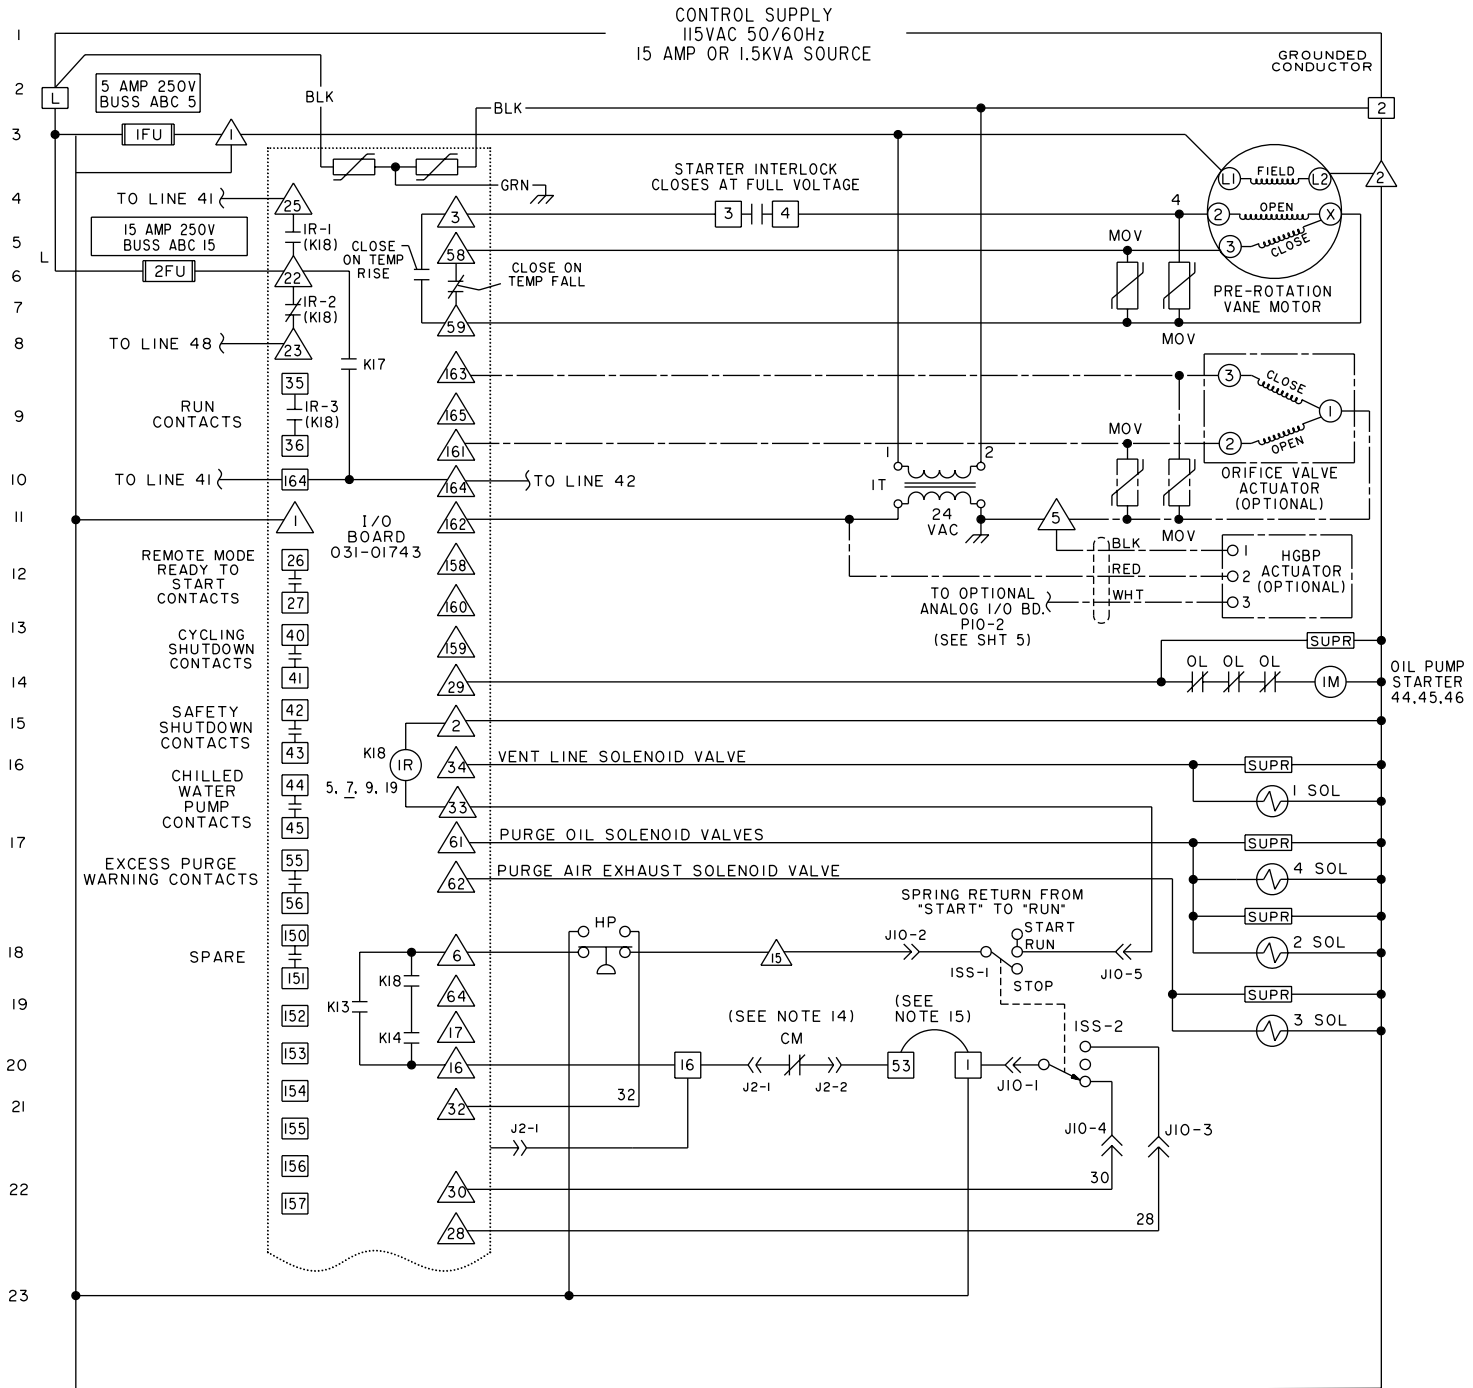 CONTROL SUPPLY
115VAC 50/60Hz
15 AMP OR 1.5KVA SOURCE
1
GROUNDED
CONDUCTOR
2
L
5 AMP 250V
BUSS ABC 5
BLK
BLK
2
3
1FU
1
STARTER INTERLOCK
CLOSES AT FULL VOLTAGE
L1
FIELD
L2
2
GRN
4
TO LINE 41
25
3
3
4
4
2
OPEN
X
15 AMP 250V
BUSS ABC 15
1R-1
(K18)
5
CLOSE
ON TEMP
RISE
58
MOV
3
CLOSE
L
6
2FU
22
CLOSE ON
TEMP FALL
PRE-ROTATION
VANE MOTOR
7
1R-2
(K18)
59
MOV
8
TO LINE 48
23
K17
163
3
CLOSE
35
9
RUN
CONTACTS
1R-3
(K18)
165
1
36
161
MOV
2
OPEN
1
2
10
TO LINE 41
164
164
TO LINE 42
1T
ORIFICE VALVE
ACTUATOR
(OPTIONAL)
11
1
I/O
BOARD
031-01743
162
24
VAC
5
MOV
12
REMOTE MODE
READY TO
START
CONTACTS
26
27
158
160
BLK
RED
WHT
1
2
3
HGBP
ACTUATOR
(OPTIONAL)
TO OPTIONAL
ANALOG I/O BD.
P10-2
(SEE SHT 5)
13
CYCLING
SHUTDOWN
CONTACTS
40
41
159
SUPR
14
29
OL
OL
OL
1M
OIL PUMP
STARTER
44,45,46
15
SAFETY
SHUTDOWN
CONTACTS
42
43
2
K18
1R
5, 7, 9, 19
16
34
VENT LINE SOLENOID VALVE
SUPR
CHILLED
WATER
PUMP
CONTACTS
44
45
33
1 SOL
17
61
PURGE OIL SOLENOID VALVES
SUPR
EXCESS PURGE
WARNING CONTACTS
55
56
62
PURGE AIR EXHAUST SOLENOID VALVE
4 SOL
SPRING RETURN FROM
"START" TO "RUN"
SUPR
18
SPARE
150
151
6
HP
15
J10-2
1SS-1
START
RUN
STOP
J10-5
2 SOL
19
K13
K18
64
152
17
K14
(SEE NOTE 14)
CM
(SEE
NOTE 15)
1SS-2
SUPR
3 SOL
20
153
16
16
J2-1
J2-2
53
1
J10-1
154
21
32
32
155
J2-1
J10-4
J10-3
156
22
30
30
157
28
28
23